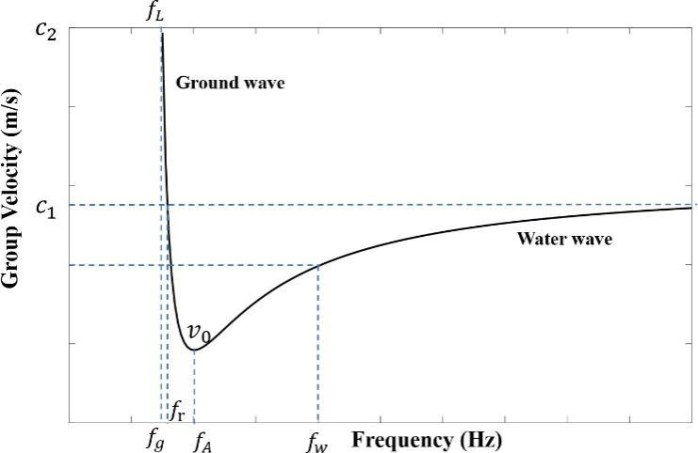 f_L
c_2
Ground wave
Group Velocity (m/s)
c_1
Water wave
v_0
f_r
f_g
f_A
f_w
Frequency (Hz)